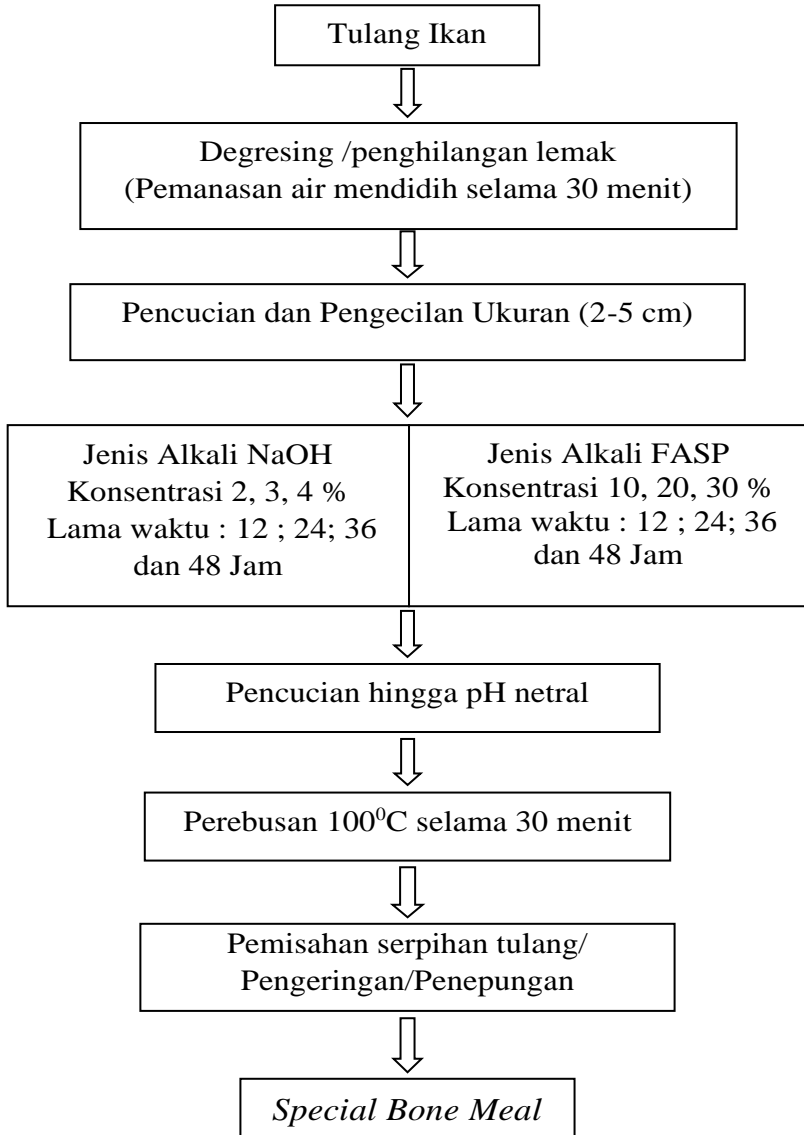 Tulang Ikan
Degresing /penghilangan lemak
(Pemanasan air mendidih selama 30 menit)
Pencucian dan Pengecilan Ukuran (2-5 cm)
Jenis Alkali NaOH
Konsentrasi 2, 3, 4 %
Lama waktu : 12 ; 24; 36
dan 48 Jam
Jenis Alkali FASP
Konsentrasi 10, 20, 30 %
Lama waktu : 12 ; 24; 36
dan 48 Jam
Pencucian hingga pH netral
Perebusan 100⁰C selama 30 menit
Pemisahan serpihan tulang/
Pengeringan/Penepungan
Special Bone Meal